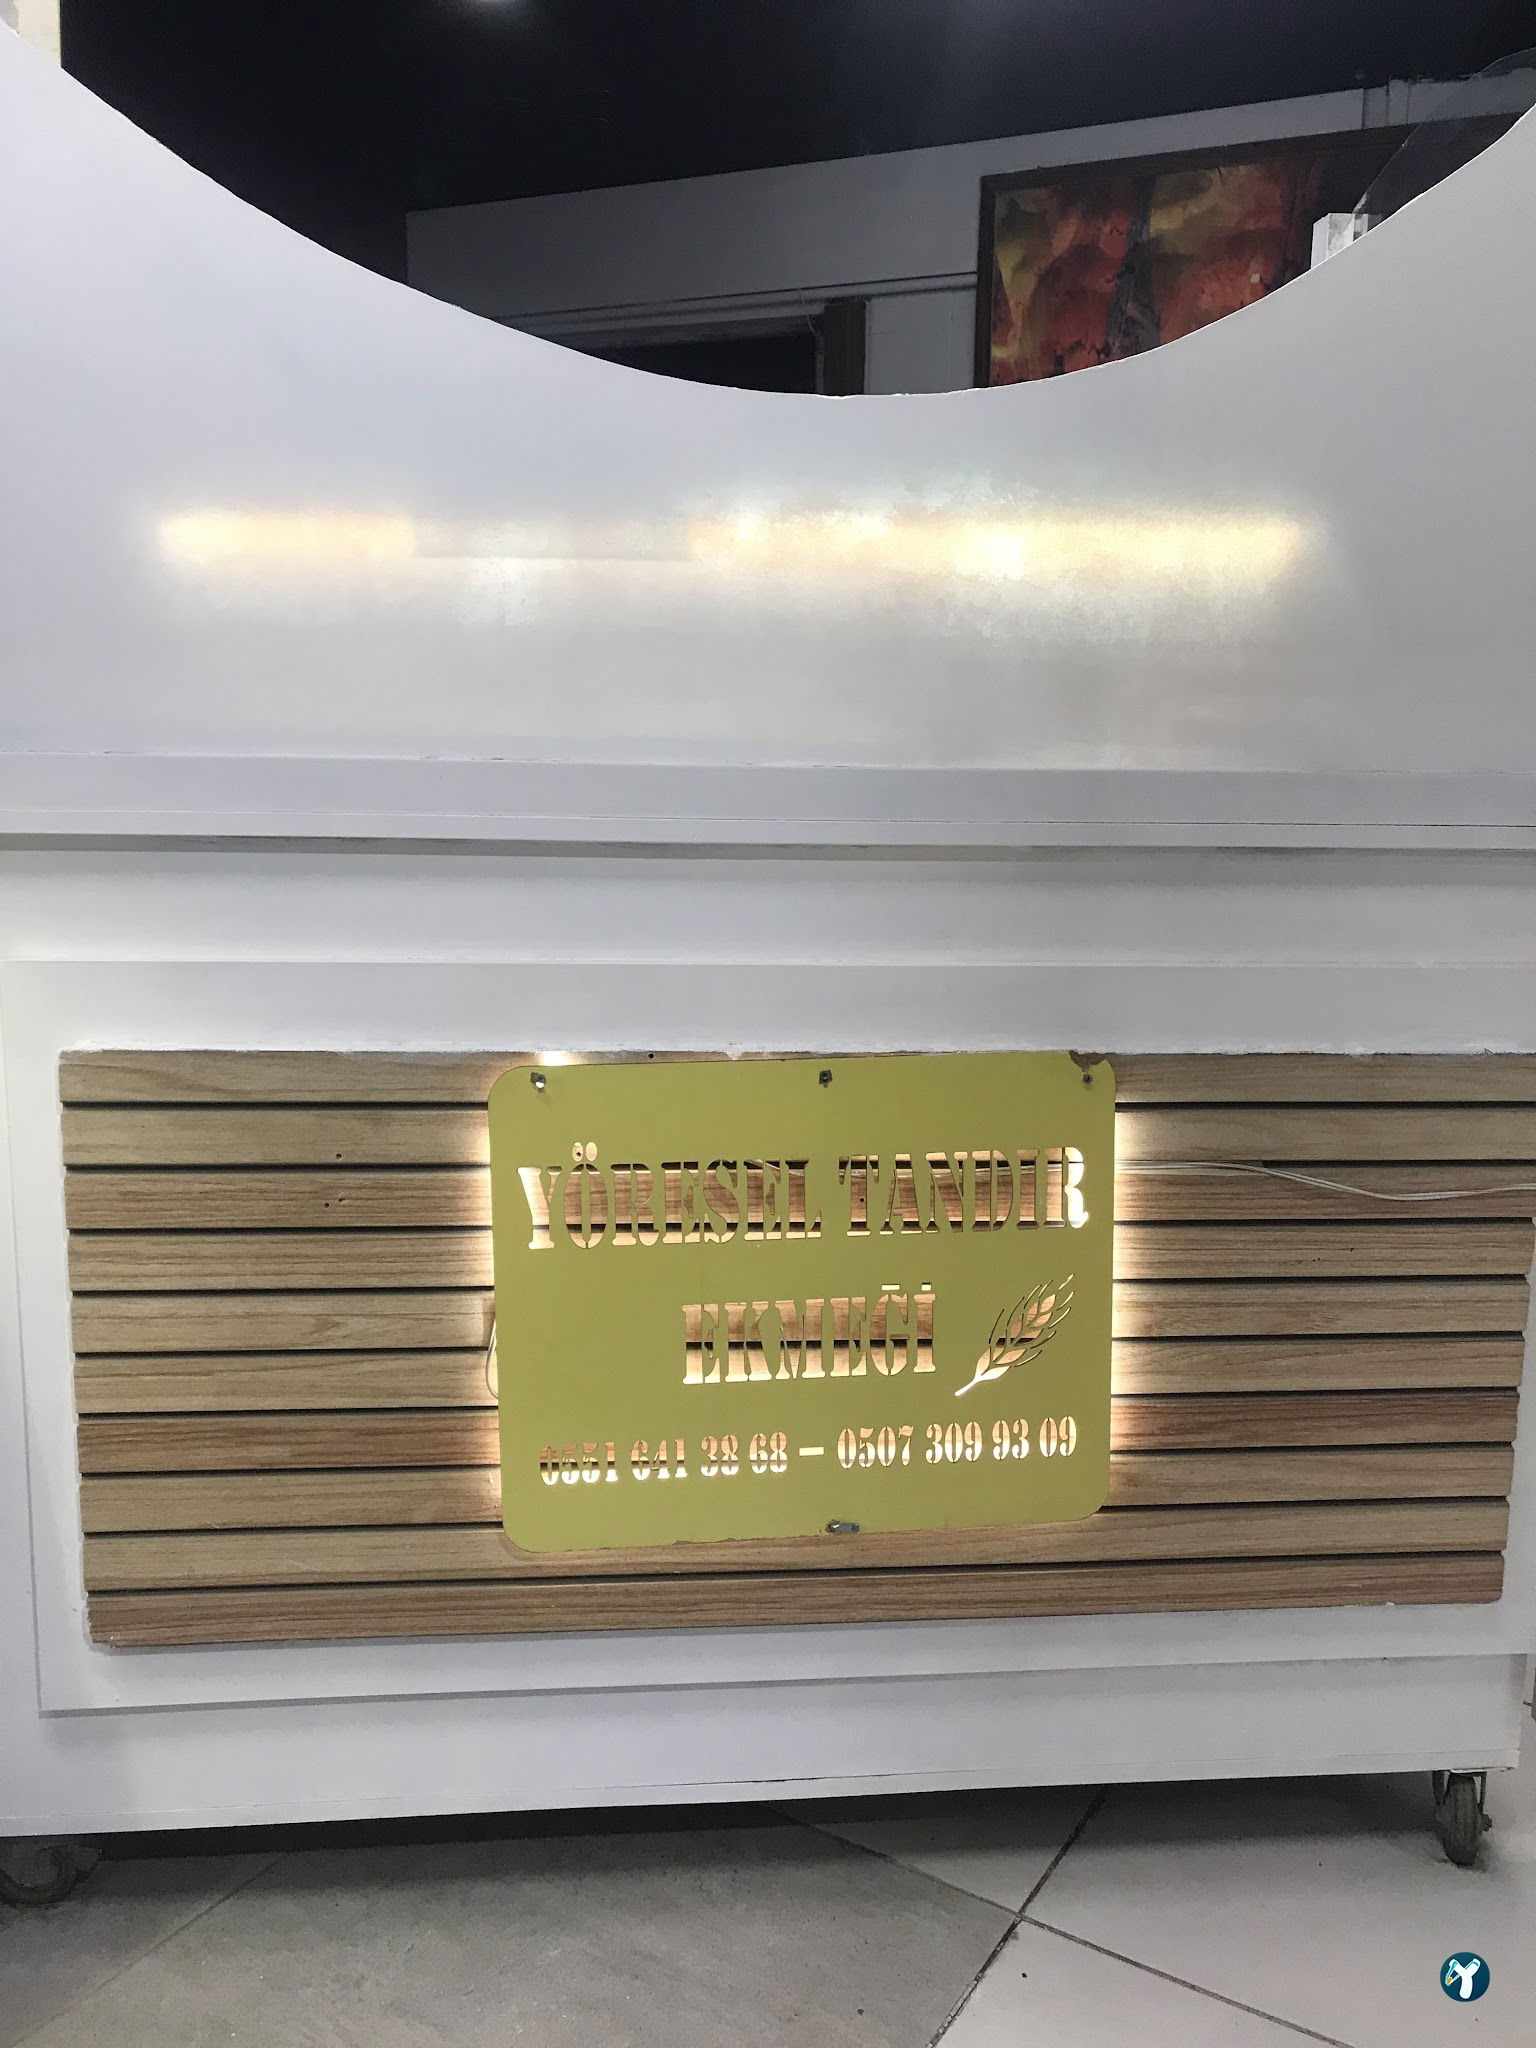 YÖRESEL TANDIR
EKMEĞİ
0551 641 38 68 – 0507 309 93 09